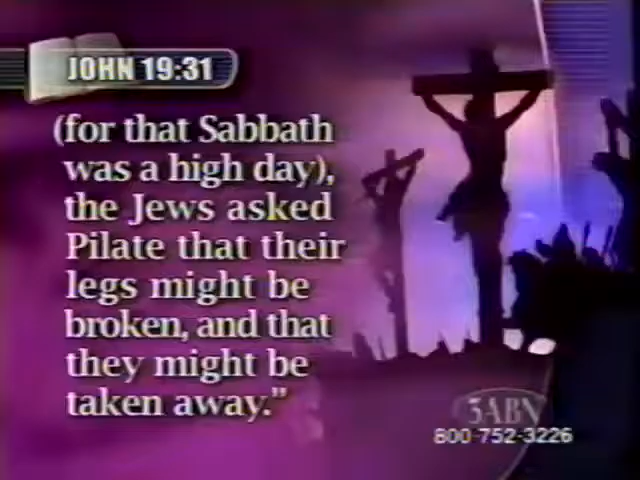 JOHN 19:31
(for that Sabbath
was a high day),
the Jews asked
Pilate that their
legs might be
broken, and that
they might be
taken away."
3ABN
800-752-3226